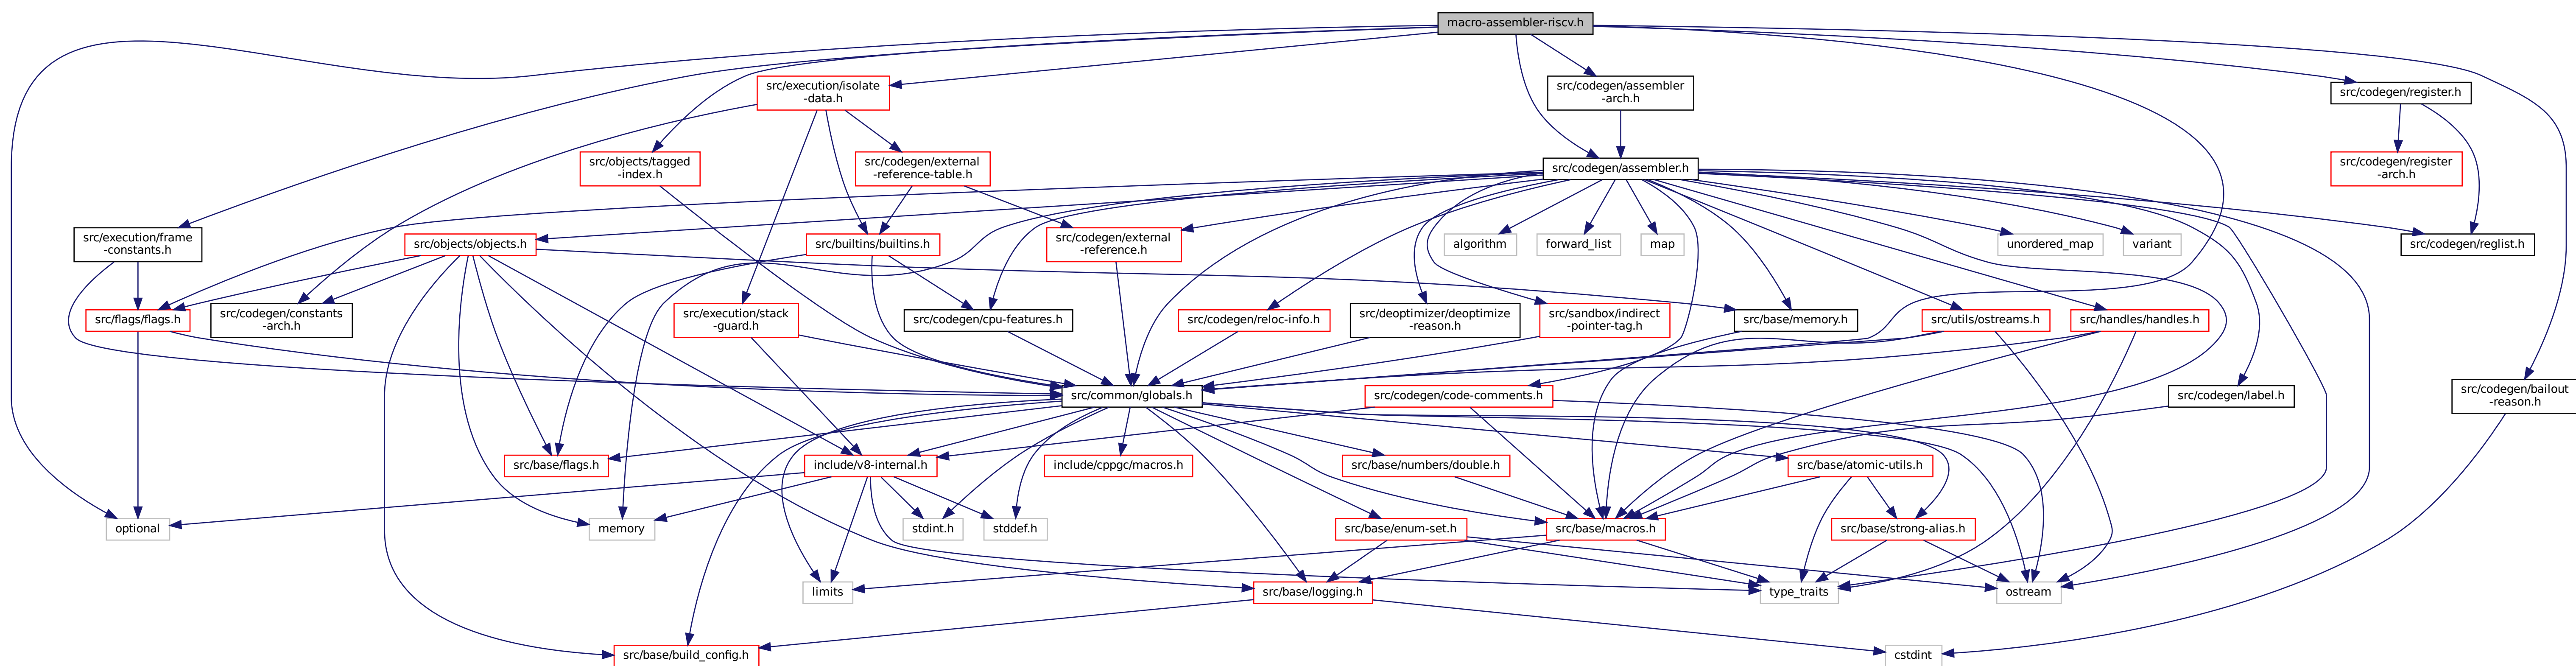 macro-assembler-riscv.h
src/execution/isolate
-data.h
src/codegen/assembler
-arch.h
src/codegen/register.h
src/objects/tagged
-index.h
src/codegen/external
-reference-table.h
src/codegen/assembler.h
src/codegen/register
-arch.h
src/execution/frame
-constants.h
src/objects/objects.h
src/builtins/builtins.h
src/codegen/external
-reference.h
algorithm
forward_list
map
unordered_map
variant
src/codegen/reglist.h
src/flags/flags.h
src/codegen/constants
-arch.h
src/execution/stack
-guard.h
src/codegen/cpu-features.h
src/codegen/reloc-info.h
src/deoptimizer/deoptimize
-reason.h
src/sandbox/indirect
-pointer-tag.h
src/base/memory.h
src/utils/ostreams.h
src/handles/handles.h
src/common/globals.h
src/codegen/code-comments.h
src/codegen/label.h
src/codegen/bailout
-reason.h
src/base/flags.h
include/v8-internal.h
include/cppgc/macros.h
src/base/numbers/double.h
src/base/atomic-utils.h
optional
memory
stdint.h
stddef.h
src/base/enum-set.h
src/base/macros.h
src/base/strong-alias.h
limits
src/base/logging.h
type_traits
ostream
src/base/build_config.h
cstdint